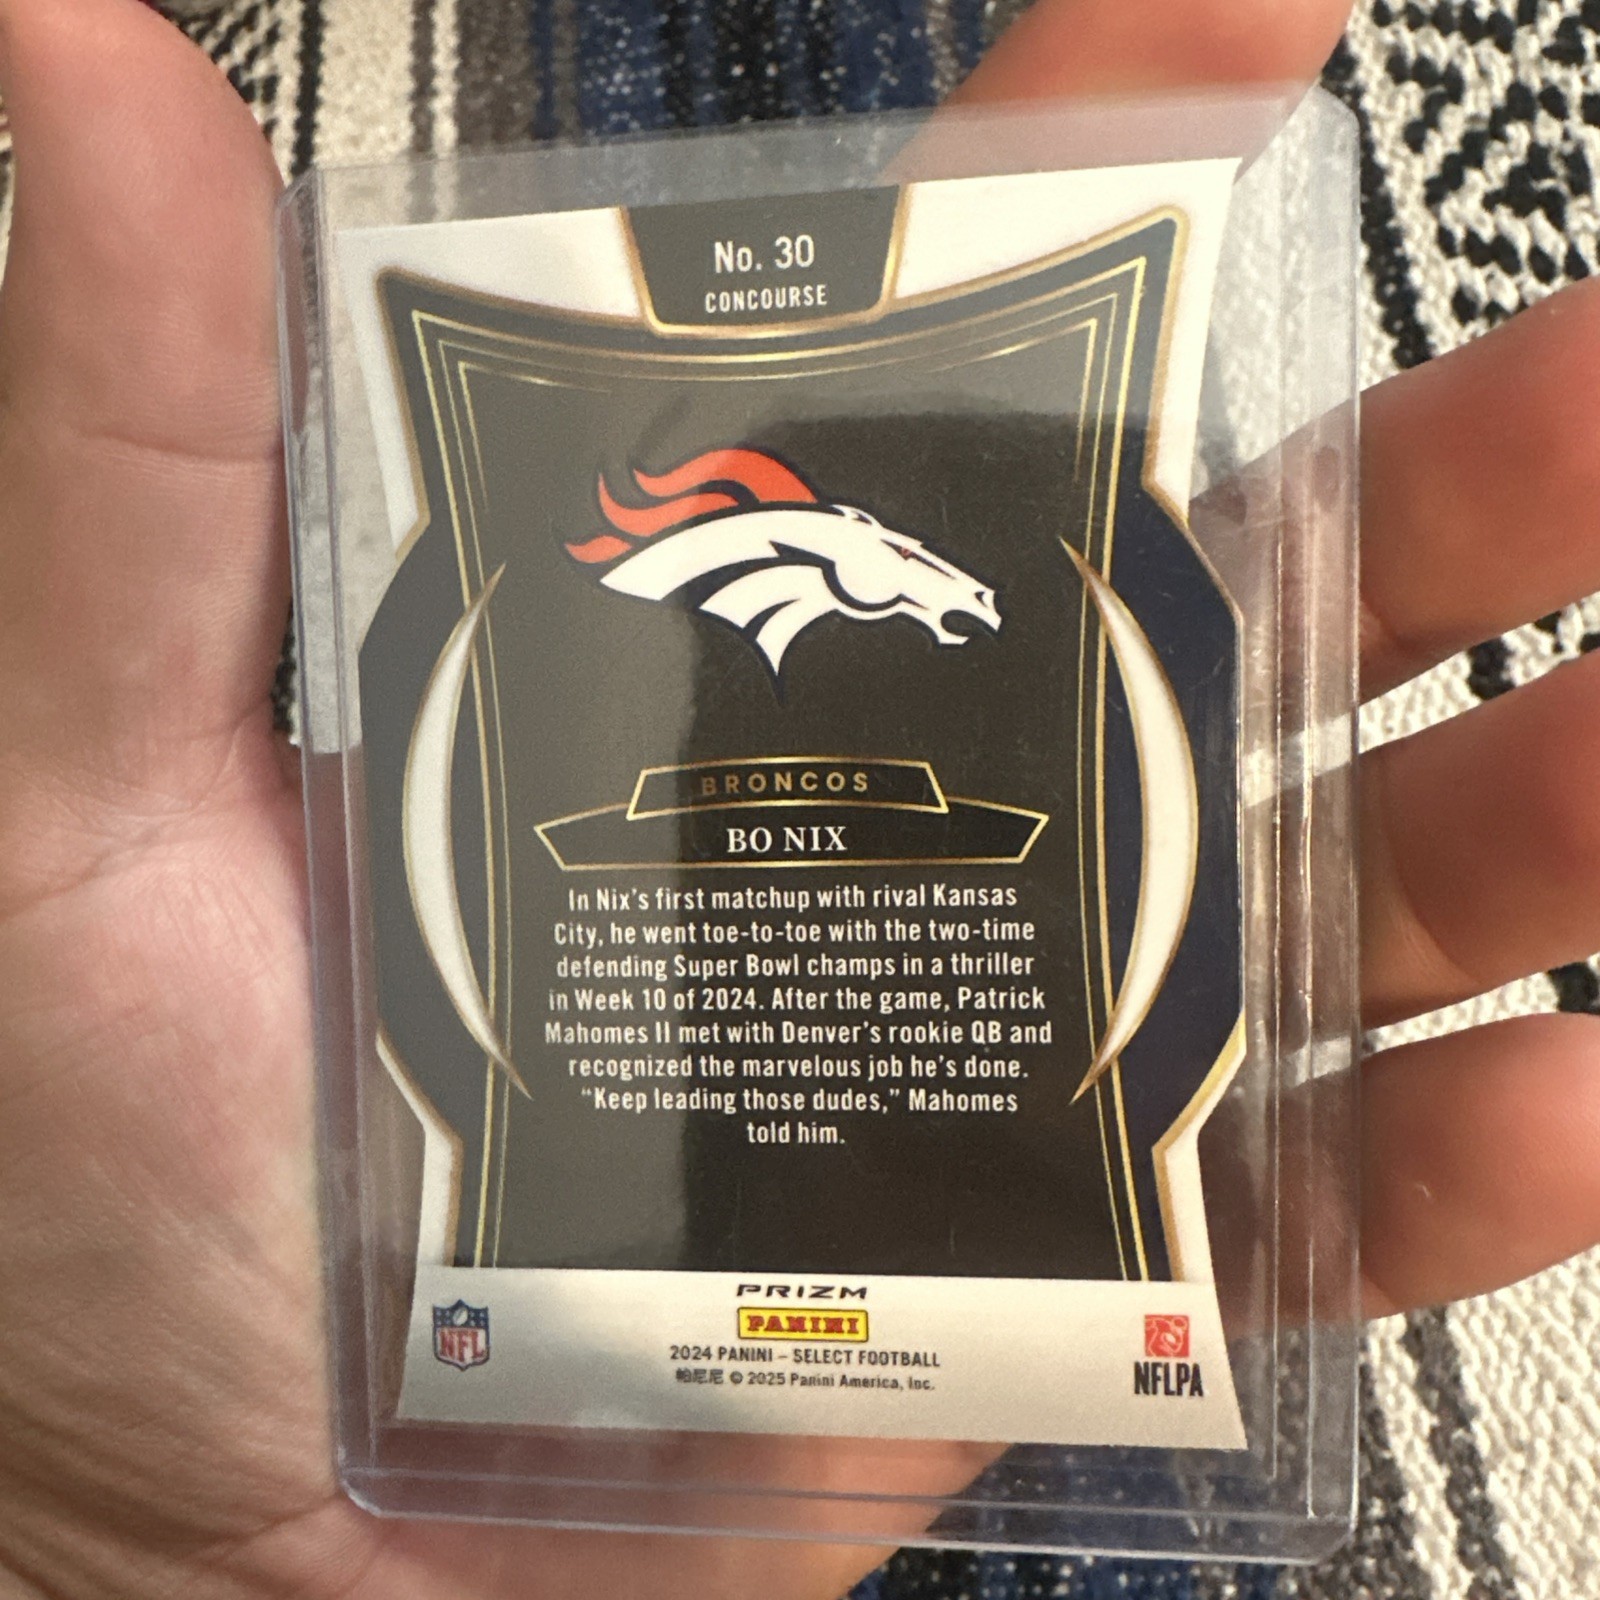 No. 30
CONCOURSE
BRONCOS
BO NIX
In Nix's first matchup with rival Kansas
City, he went toe-to-toe with the two-time
defending Super Bowl champs in a thriller
in Week 10 of 2024. After the game, Patrick
Mahomes II met with Denver's rookie QB and
recognized the marvelous job he's done.
“Keep leading those dudes,” Mahomes
told him.
PRIZM
NFL
PANINI
2024 PANINI – SELECT FOOTBALL
帕尼尼 © 2025 Panini America, Inc.
NFLPA